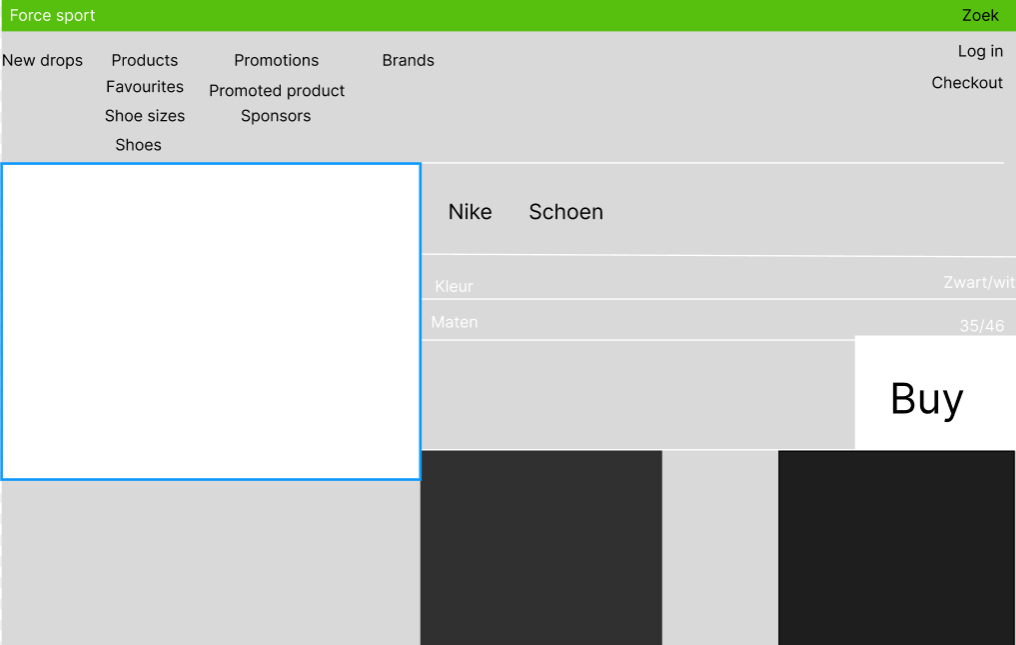 Force sport Zoek
New drops Products Promotions Brands Log in
Favourites Promoted product Checkout
Shoe sizes Sponsors
Shoes
Nike Schoen
Kleur Zwart/wit
Maten 35/46
Buy